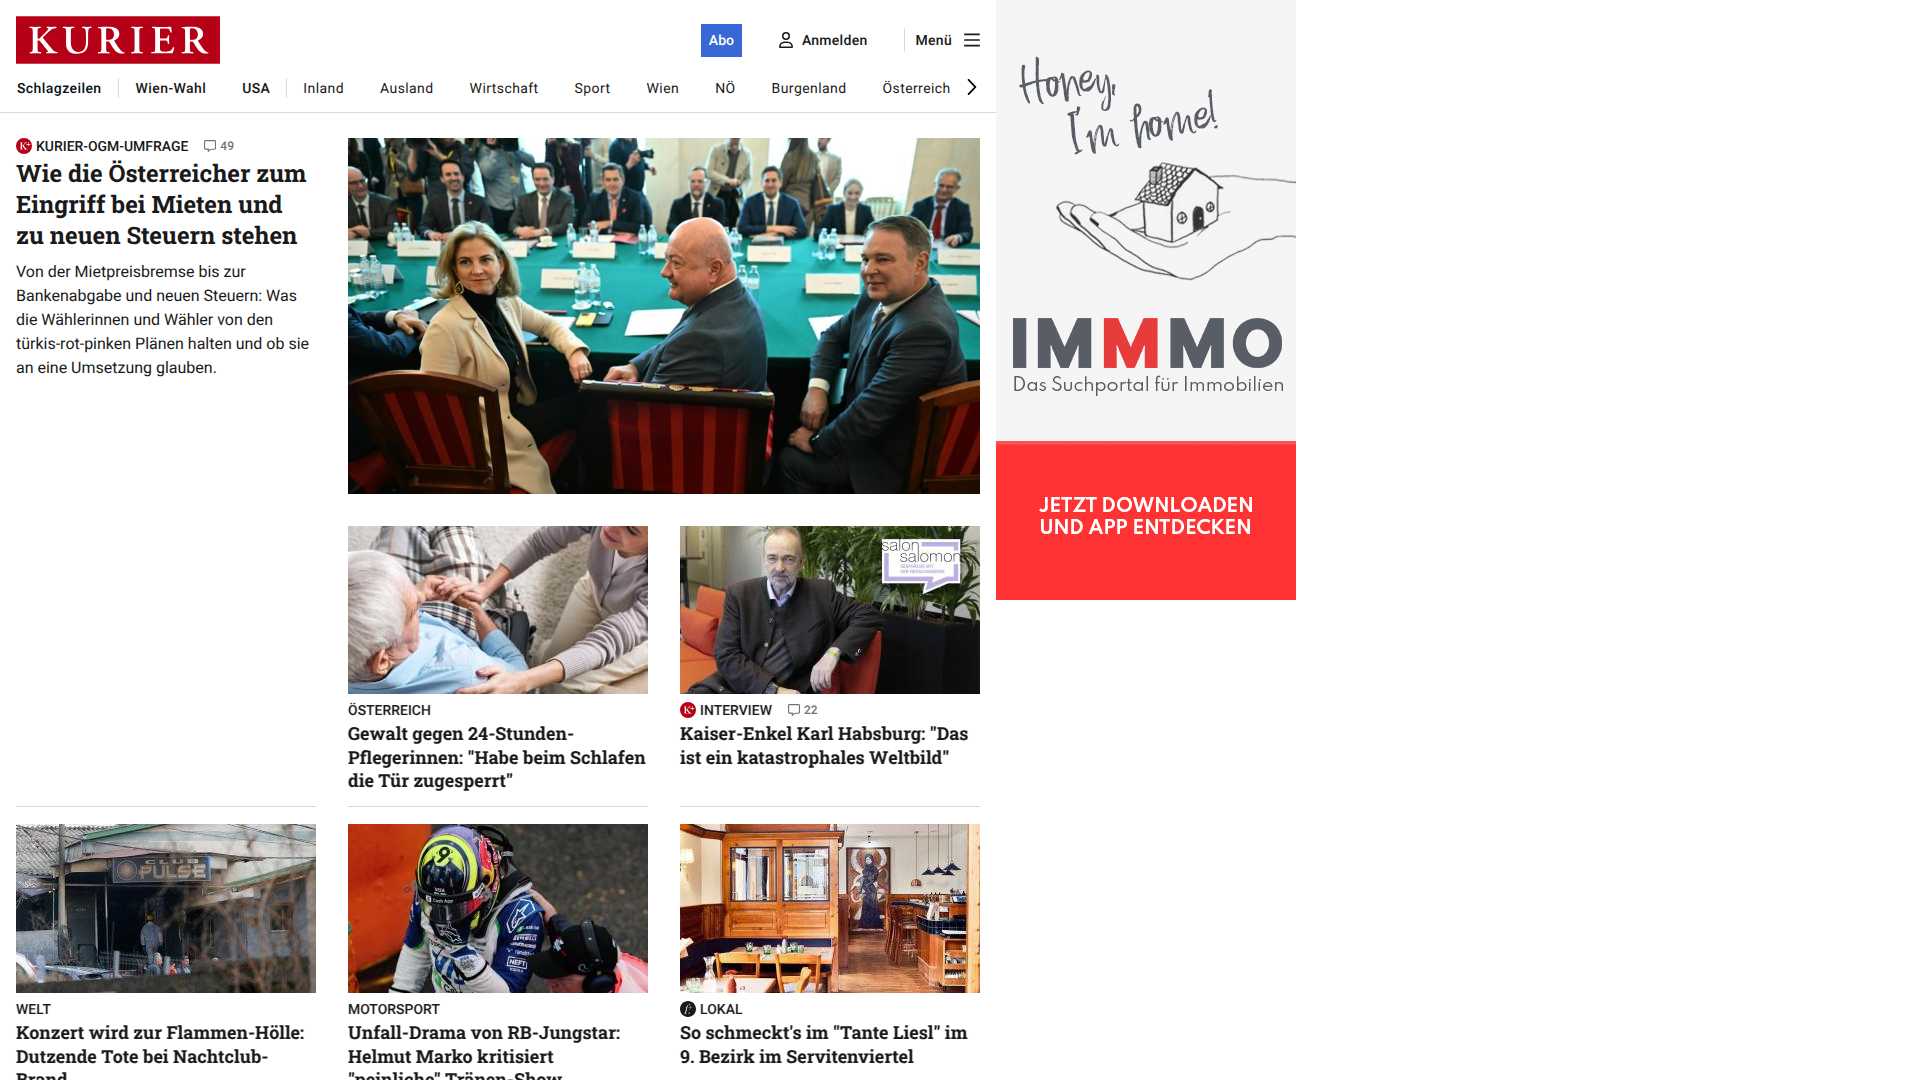 KURIER
Abo
Anmelden
Menü
Schlagzeilen
Wien-Wahl
USA
Inland
Ausland
Wirtschaft
Sport
Wien
NÖ
Burgenland
Österreich
KURIER-OGM-UMFRAGE 49
Wie die Österreicher zum
Eingriff bei Mieten und
zu neuen Steuern stehen
Von der Mietpreisbremse bis zur
Bankenabgabe und neuen Steuern: Was
die Wählerinnen und Wähler von den
türkis-rot-pinken Plänen halten und ob sie
an eine Umsetzung glauben.
Honey,
I'm home!
IMMMO
Das Suchportal für Immobilien
JETZT DOWNLOADEN
UND APP ENTDECKEN
ÖSTERREICH
Gewalt gegen 24-Stunden-
Pflegerinnen: "Habe beim Schlafen
die Tür zugesperrt"
salon
salomon
INTERVIEW 22
Kaiser-Enkel Karl Habsburg: "Das
ist ein katastrophales Weltbild"
CLUB
PULSE
WELT
Konzert wird zur Flammen-Hölle:
Dutzende Tote bei Nachtclub-
Brand
NEFT
MOTORSPORT
Unfall-Drama von RB-Jungstar:
Helmut Marko kritisiert
"peinliche" Tränen-Show
LOKAL
So schmeckt's im "Tante Liesl" im
9. Bezirk im Servitenviertel